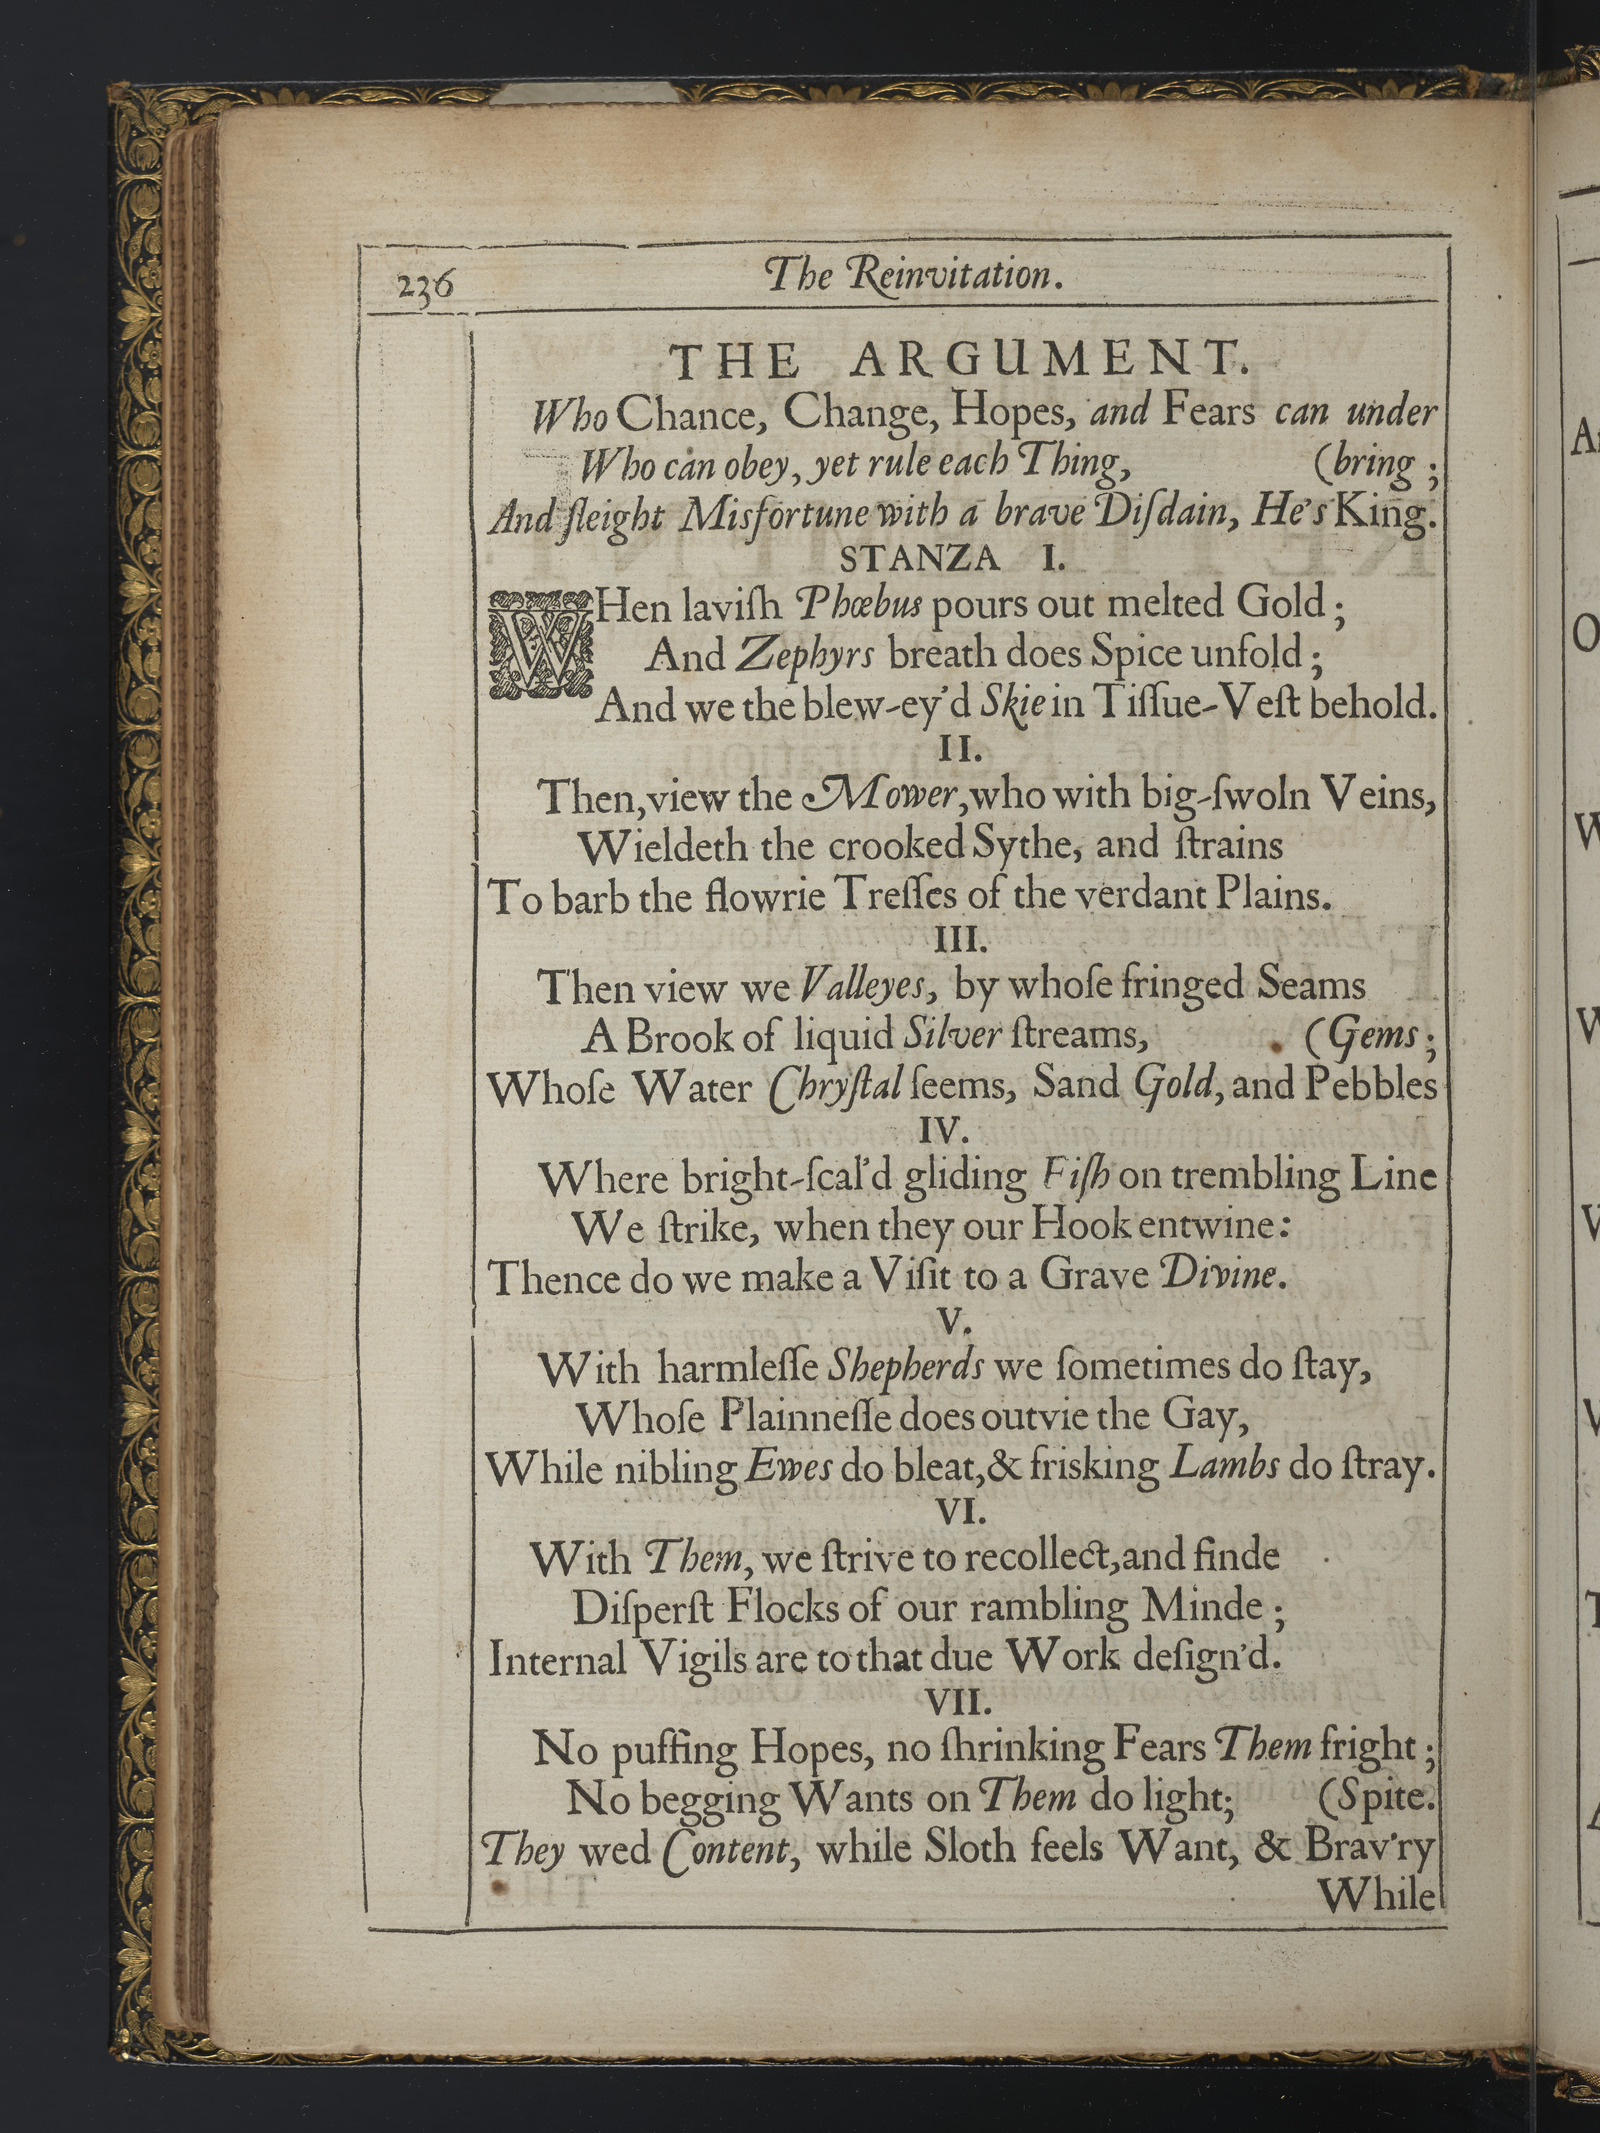 236
The Reinvitation.
THE ARGUMENT.
Who Chance, Change, Hopes, and Fears can under
Who can obey, yet rule each Thing, (bring ;
And ſleight Misfortune with a brave Diſdain, He's King.
STANZA I.
WHen laviſh Phœbus pours out melted Gold ;
And Zephyrs breath does Spice unfold ;
And we the blew-ey'd Skie in Tiſſue-Veſt behold.
II.
Then, view the Mower, who with big-ſwoln Veins,
Wieldeth the crooked Sythe, and ſtrains
To barb the flowrie Treſſes of the verdant Plains.
III.
Then view we Valleyes, by whoſe fringed Seams
A Brook of liquid Silver ſtreams, (Gems ;
Whoſe Water Chryſtal ſeems, Sand Gold, and Pebbles
IV.
Where bright-ſcal'd gliding Fiſh on trembling Line
We ſtrike, when they our Hook entwine :
Thence do we make a Viſit to a Grave Divine.
V.
With harmleſſe Shepherds we ſometimes do ſtay,
Whoſe Plainneſſe does outvie the Gay,
While nibling Ewes do bleat, & frisking Lambs do ſtray.
VI.
With Them, we ſtrive to recollect, and finde
Diſperſt Flocks of our rambling Minde ;
Internal Vigils are to that due Work deſign'd.
VII.
No puffing Hopes, no ſhrinking Fears Them fright ;
No begging Wants on Them do light; (Spite.
They wed Content, while Sloth feels Want, & Brav'ry
While